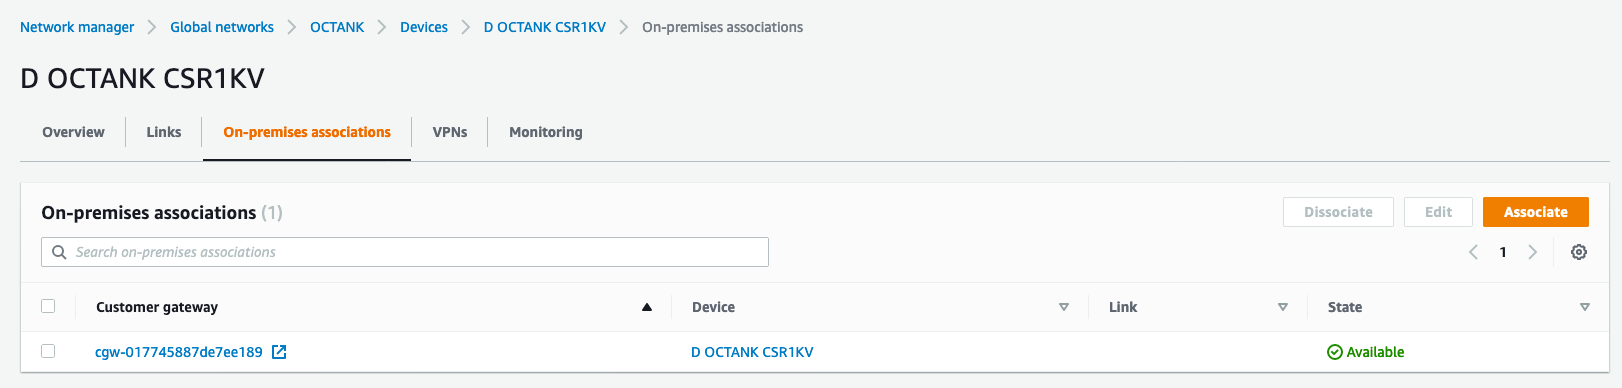 Network manager Global networks OCTANK Devices D OCTANK CSR1KV On-premises associations
D OCTANK CSR1KV
Overview Links On-premises associations VPNs Monitoring
On-premises associations (1) Dissociate Edit Associate
Search on-premises associations 1
Customer gateway Device Link State
cgw-017745887de7ee189 D OCTANK CSR1KV Available